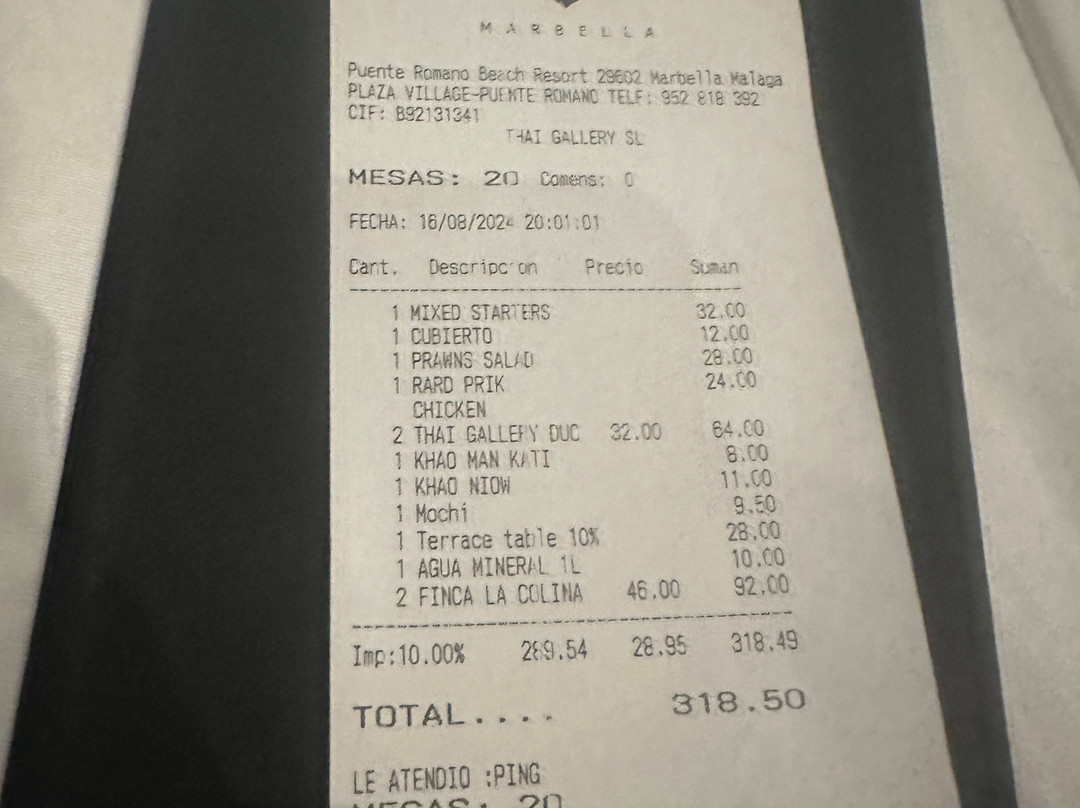 MARBELLA
Puente Romano Beach Resort 29602 Marbella Malaga
PLAZA VILLAGE-PUENTE ROMANO TELF: 952 818 392
CIF: B92131341
THAI GALLERY SL
MESAS: 20 Comens: 0
FECHA: 16/08/2024 20:01:01
Cant. Descripcion Precio Suman
1 MIXED STARTERS 32.00
1 CUBIERTO 12.00
1 PRAWNS SALAD 28.00
1 RARD PRIK 24.00
CHICKEN
2 THAI GALLERY DUC 32.00 64.00
1 KHAO MAN KATI 8.00
1 KHAO NIOW 11.00
1 Mochi 9.50
1 Terrace table 10% 28.00
1 AGUA MINERAL 1L 10.00
2 FINCA LA COLINA 46.00 92.00
Imp:10.00% 289.54 28.95 318.49
TOTAL.... 318.50
LE ATENDIO :PING
MESAS: 20